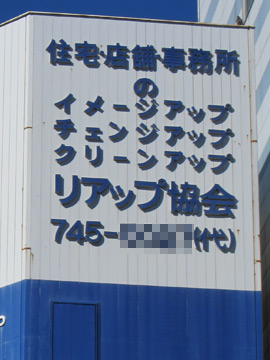 住宅・店舗・事務所
の
イメージアップ
チェンジアップ
クリーンアップ
リアップ協会
745-(代)